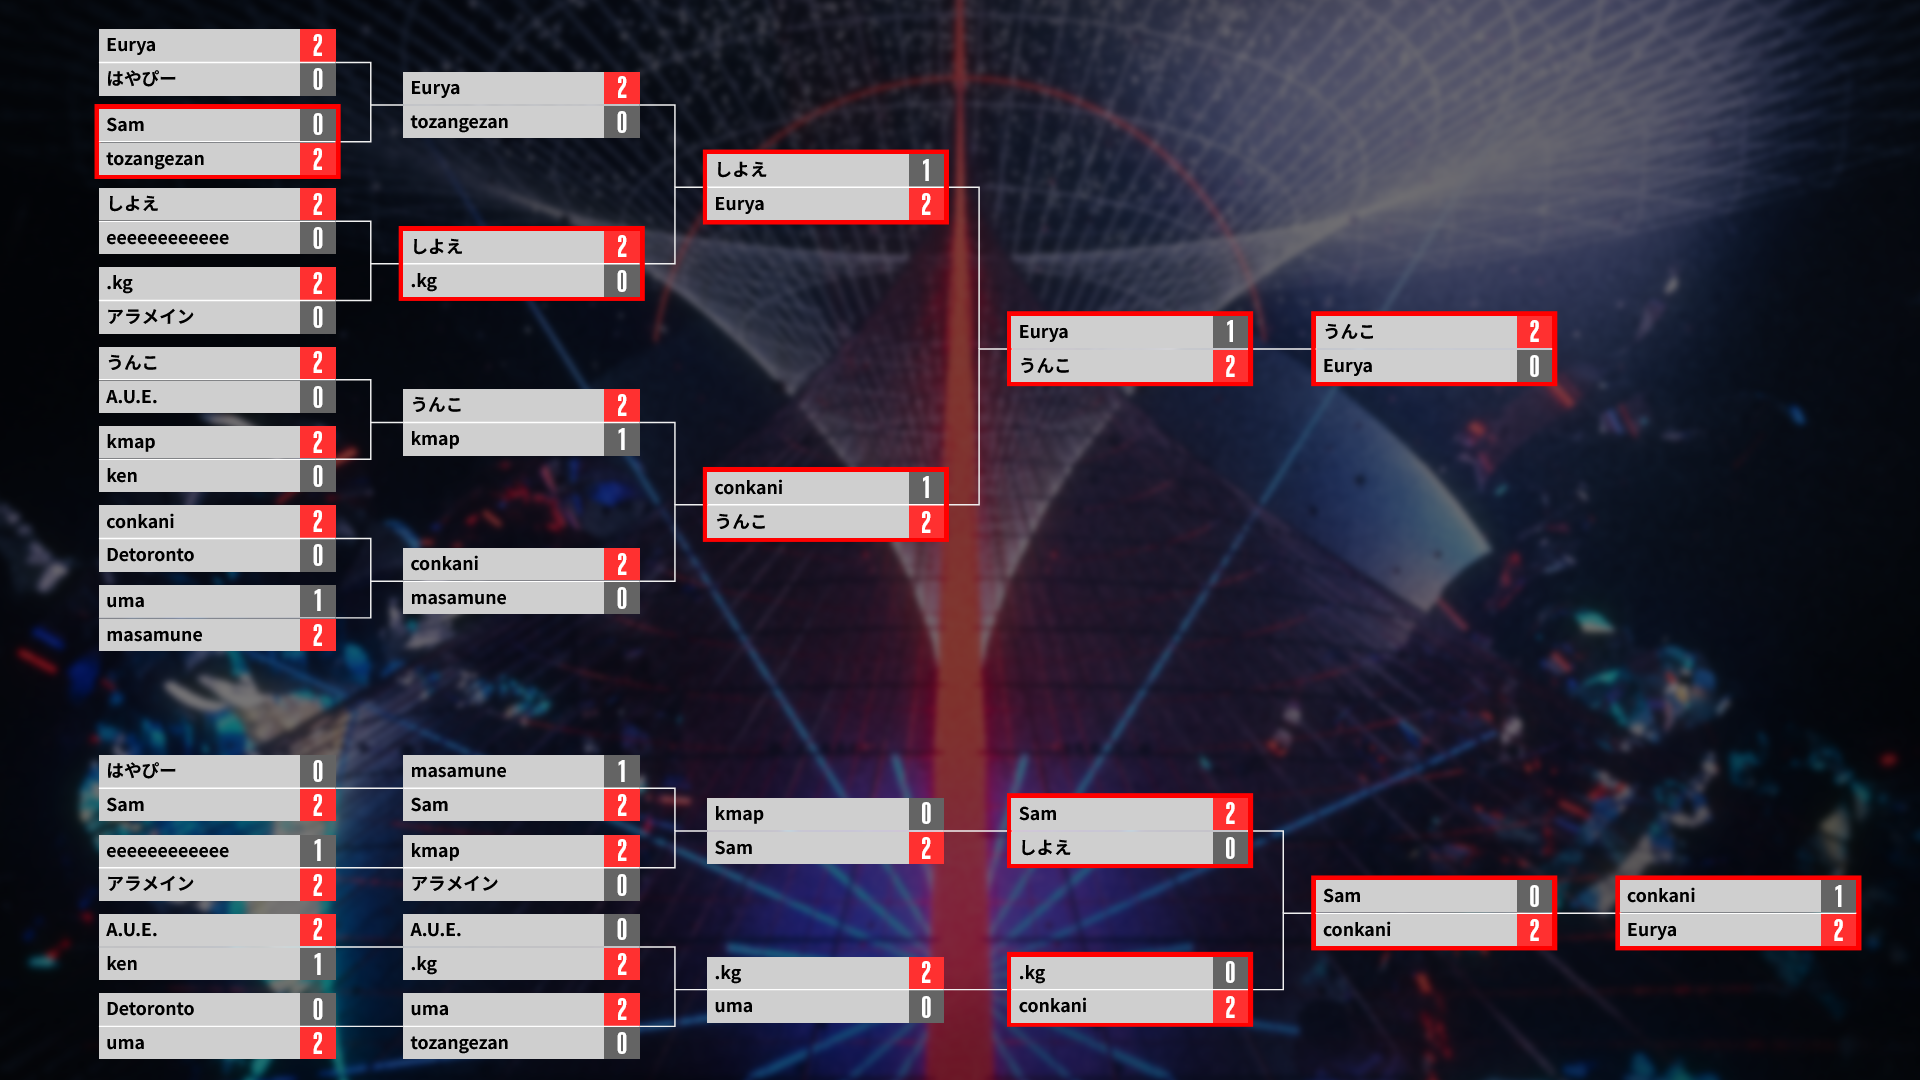 Eurya 2
はやぴー 0
Sam 0
tozangezan 2
しよえ 2
eeeeeeeeeeee 0
.kg 2
アラメイン 0
うんこ 2
A.U.E. 0
kmap 2
ken 0
conkani 2
Detoronto 0
uma 1
masamune 2
Eurya 2
tozangezan 0
しよえ 2
.kg 0
うんこ 2
kmap 1
conkani 2
masamune 0
しよえ 1
Eurya 2
conkani 1
うんこ 2
Eurya 1
うんこ 2
うんこ 2
Eurya 0
はやぴー 0
Sam 2
eeeeeeeeeeee 1
アラメイン 2
A.U.E. 2
ken 1
Detoronto 0
uma 2
masamune 1
Sam 2
kmap 2
アラメイン 0
A.U.E. 0
.kg 2
uma 2
tozangezan 0
kmap 0
Sam 2
.kg 2
uma 0
Sam 2
しよえ 0
.kg 0
conkani 2
Sam 0
conkani 2
conkani 1
Eurya 2